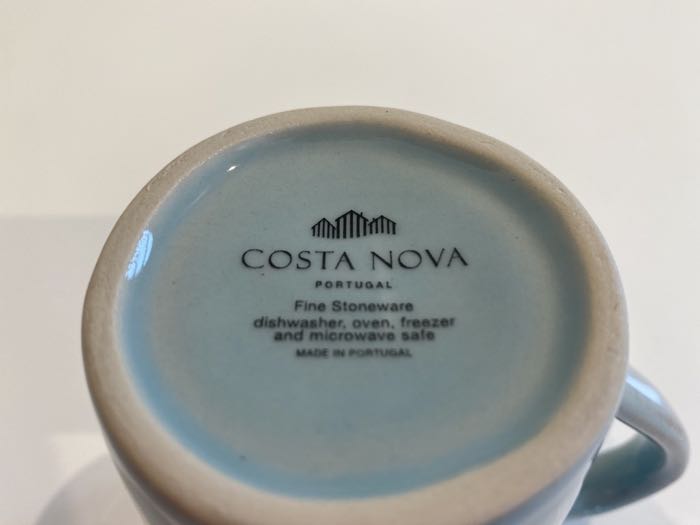 COSTA NOVA
PORTUGAL
Fine Stoneware
dishwasher, oven, freezer
and microwave safe
MADE IN PORTUGAL